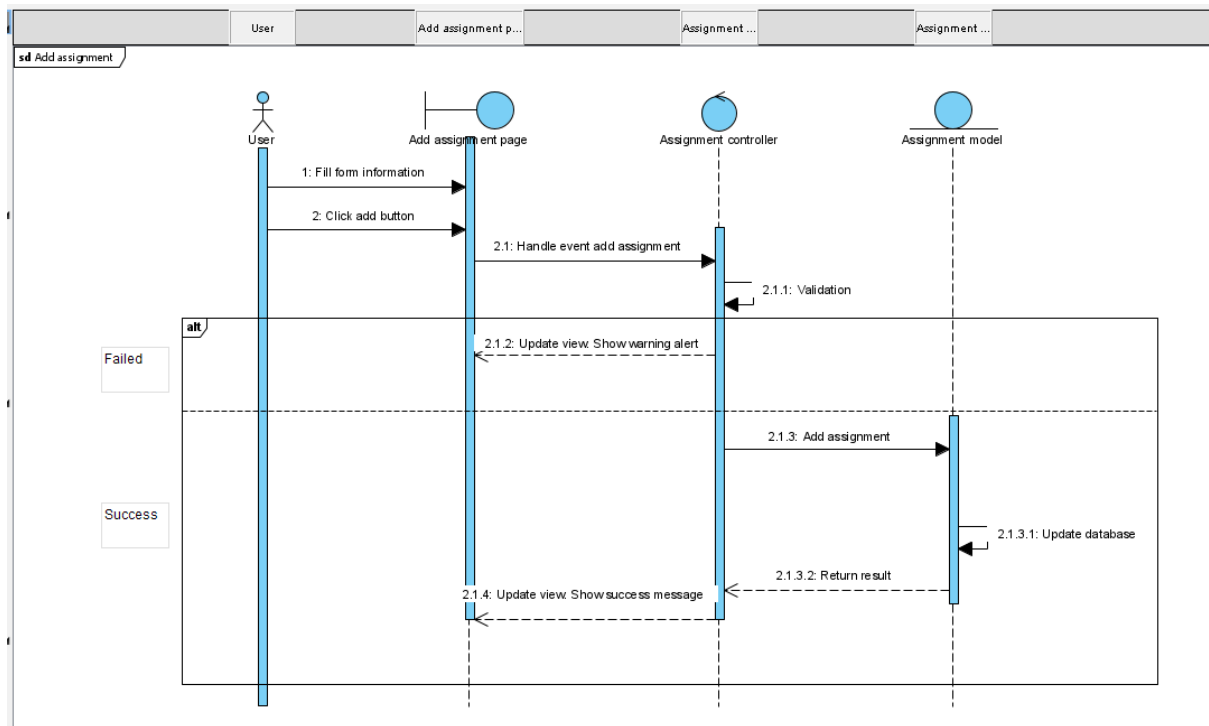 User
Add assignment p...
Assignment ...
Assignment ...
sd Add assignment
User
Add assignment page
Assignment controller
Assignment model
1: Fill form information
2: Click add button
2.1: Handle event add assignment
2.1.1: Validation
alt
2.1.2: Update view: Show warning alert
Failed
2.1.3: Add assignment
Success
2.1.3.1: Update database
2.1.3.2: Return result
2.1.4: Update view: Show success message